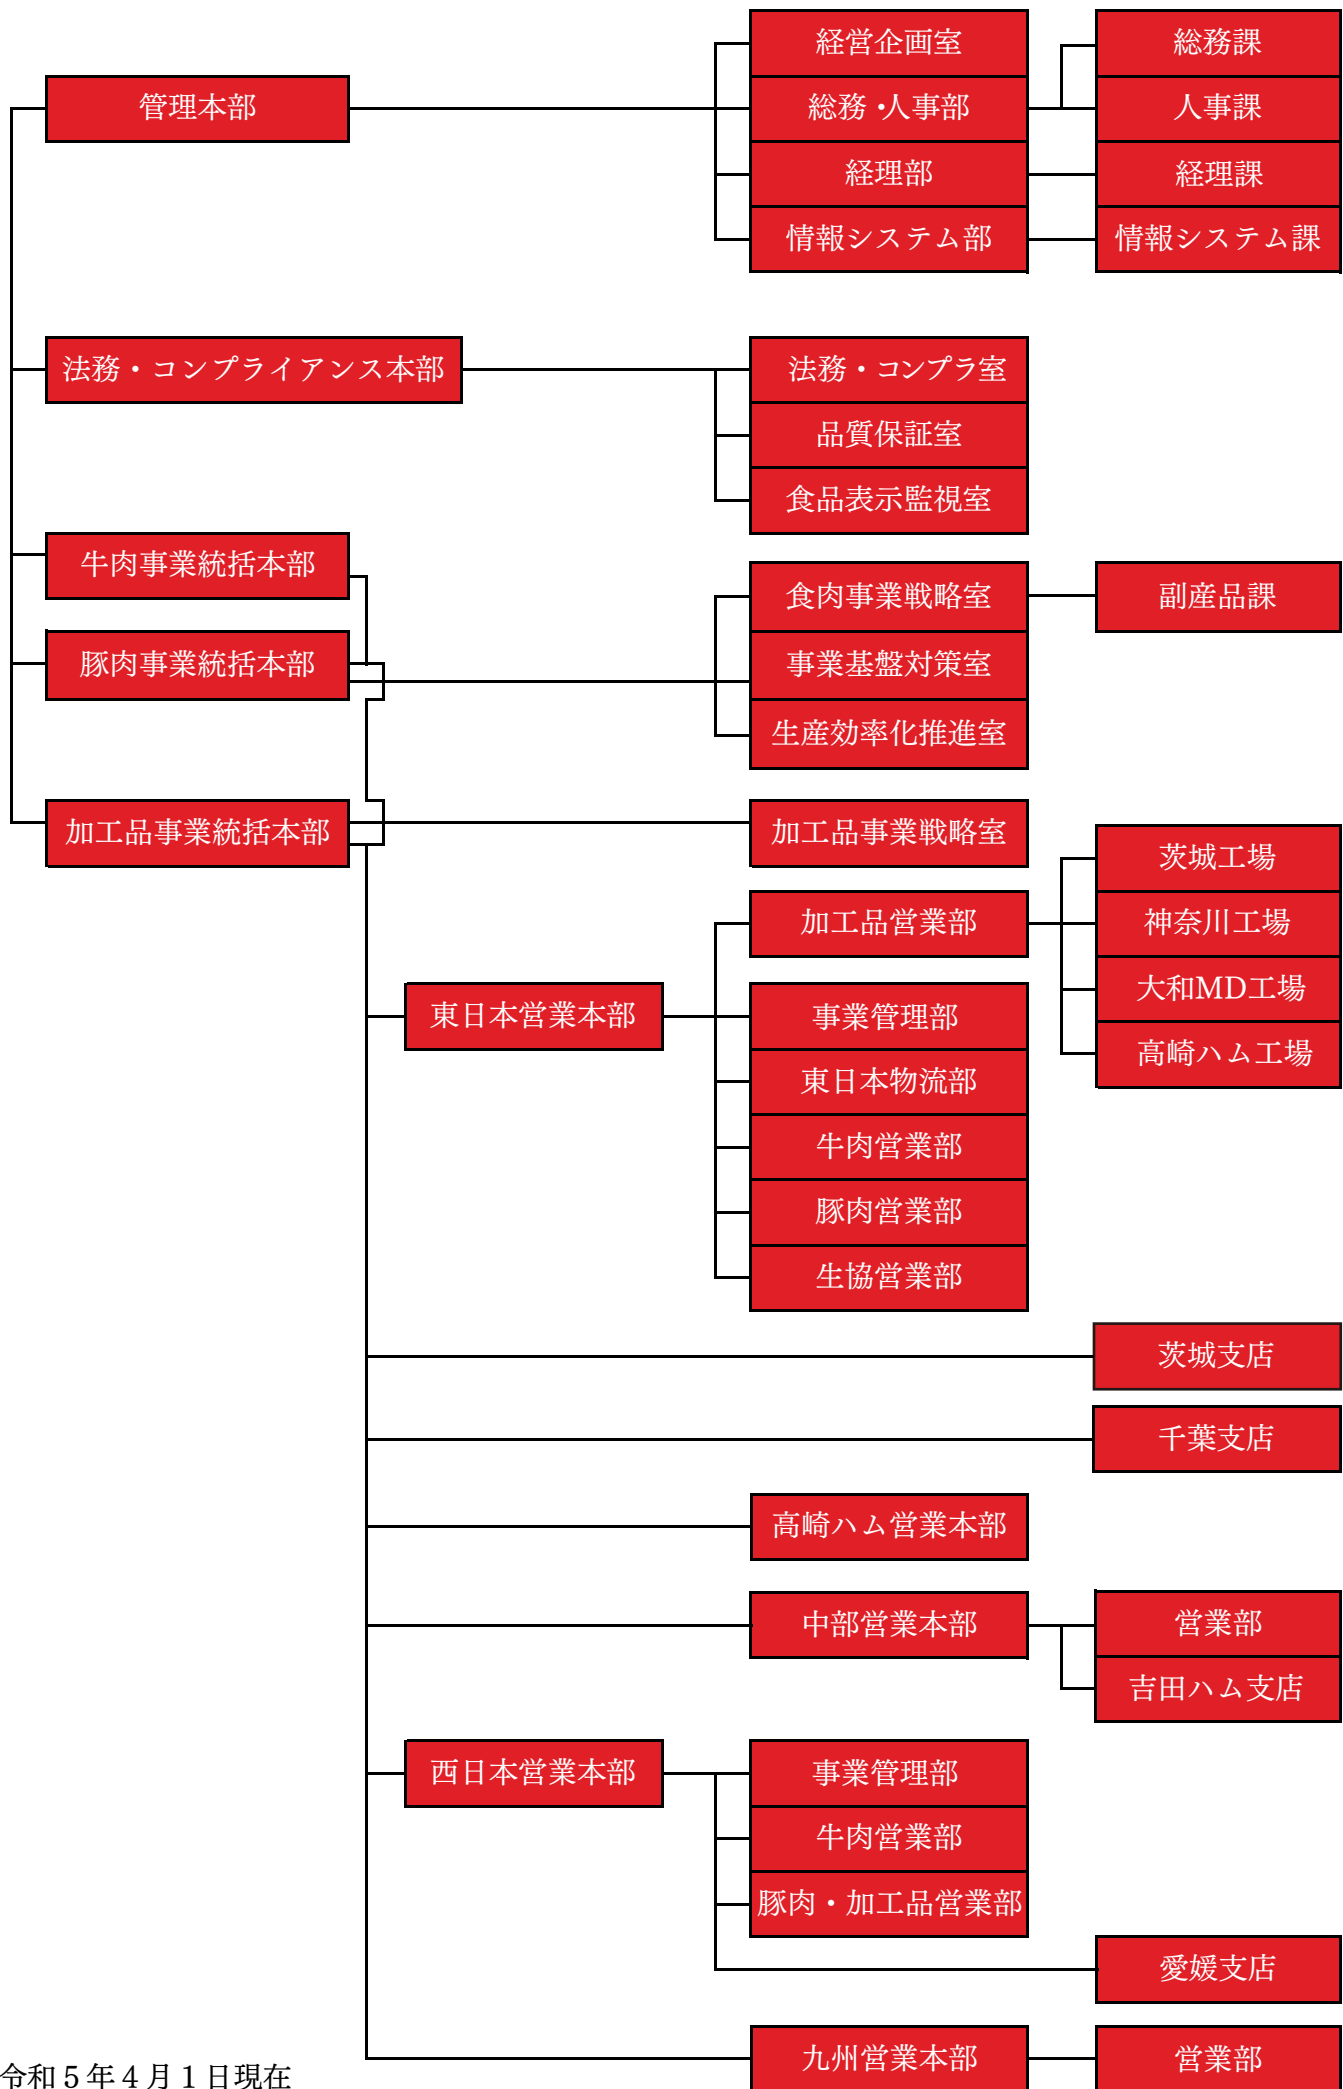 経営企画室
総務課
管理本部
総務・人事部
人事課
経理部
経理課
情報システム部
情報システム課
法務・コンプライアンス本部
法務・コンプラ室
品質保証室
食品表示監視室
牛肉事業統括本部
食肉事業戦略室
副産品課
豚肉事業統括本部
事業基盤対策室
生産効率化推進室
加工品事業統括本部
加工品事業戦略室
茨城工場
加工品営業部
神奈川工場
大和MD工場
東日本営業本部
事業管理部
高崎ハム工場
東日本物流部
牛肉営業部
豚肉営業部
生協営業部
茨城支店
千葉支店
高崎ハム営業本部
中部営業本部
営業部
吉田ハム支店
西日本営業本部
事業管理部
牛肉営業部
豚肉・加工品営業部
愛媛支店
九州営業本部
営業部
令和５年４月１日現在